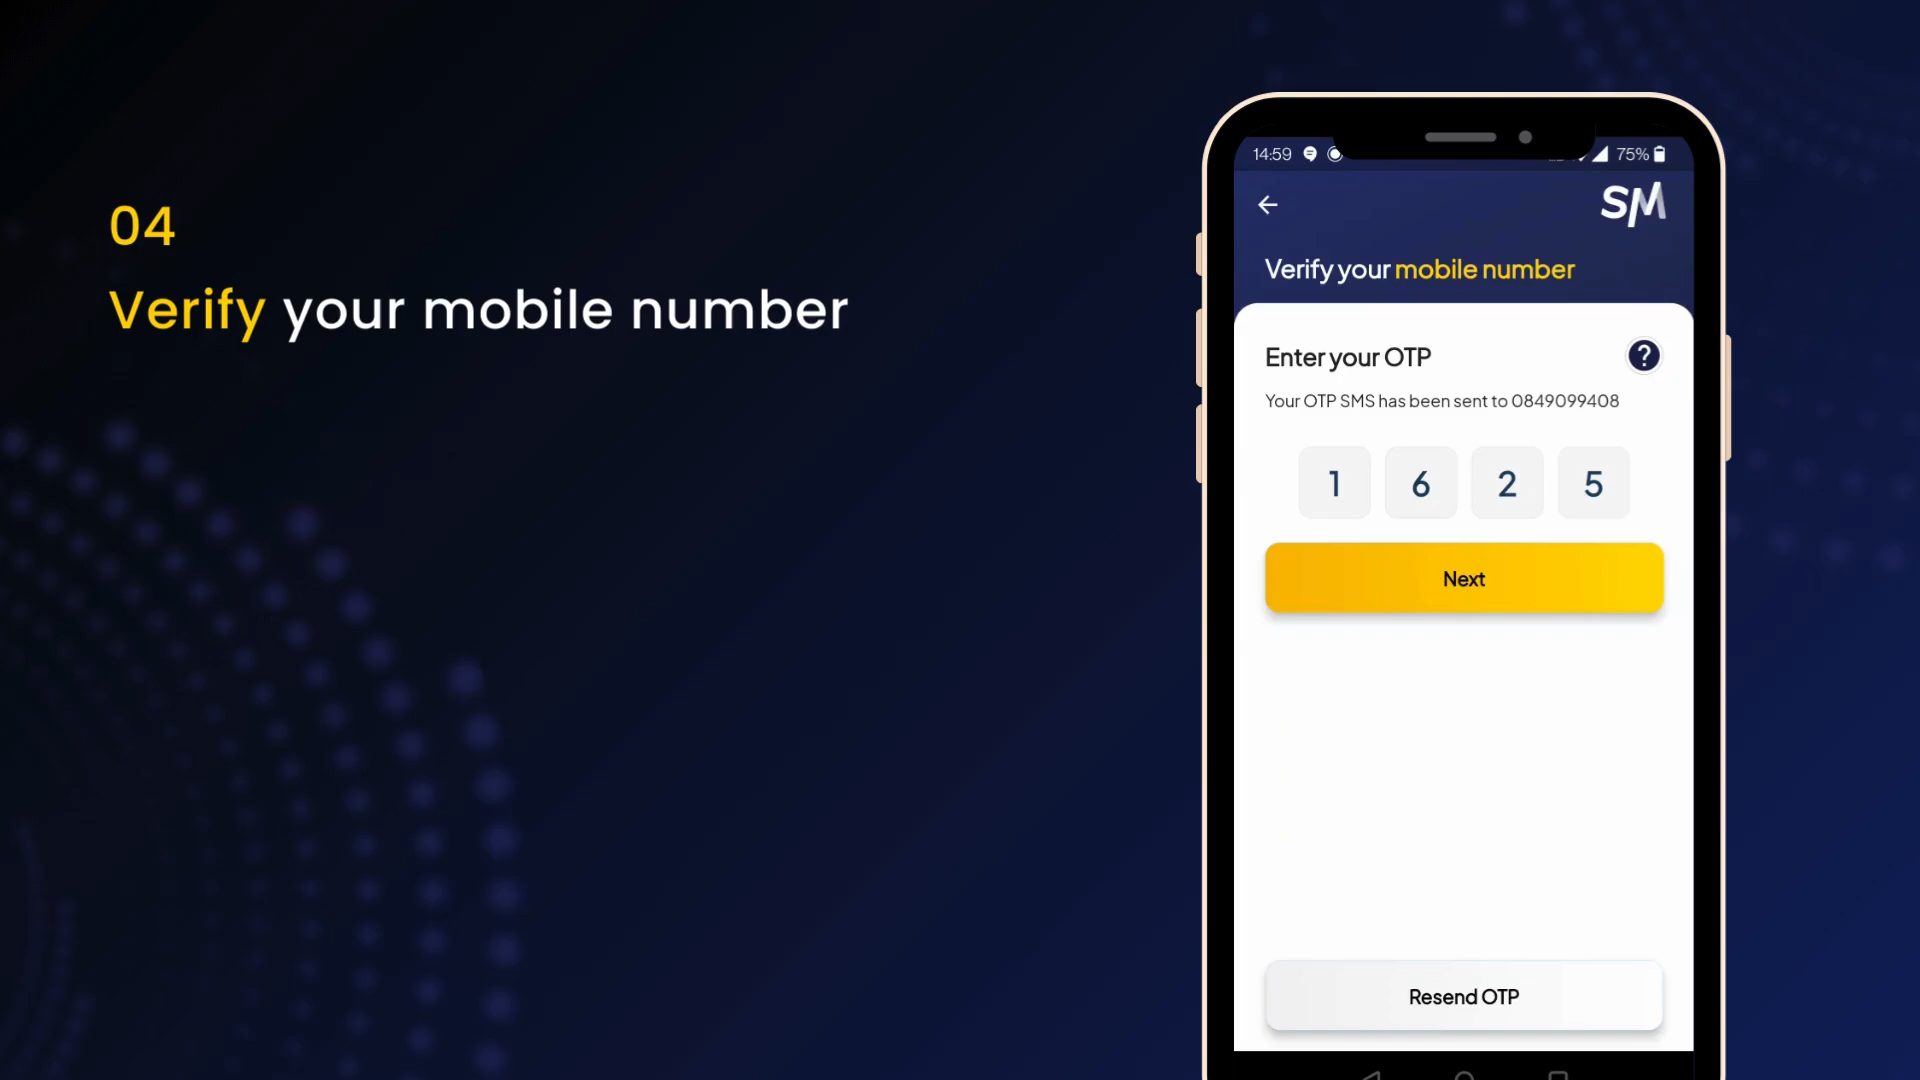 04
Verify your mobile number
14:59
75%
SM
Verify your mobile number
Enter your OTP
?
Your OTP SMS has been sent to 0849099408
1 6 2 5
Next
Resend OTP